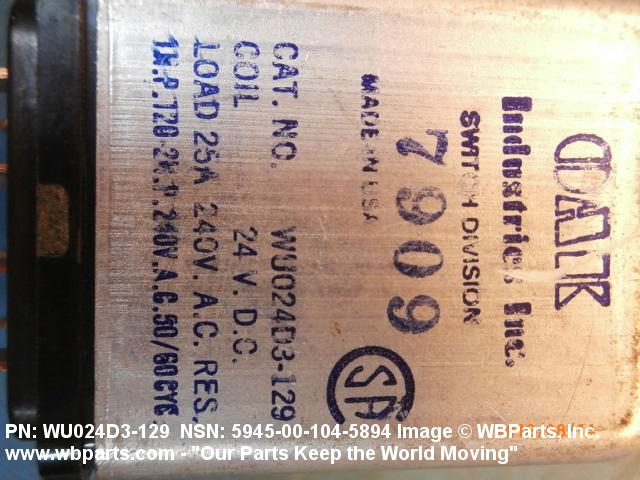 OAK
Industries Inc.
SWITCH DIVISION
7909
MADE IN USA
SA
CAT. NO. WU024D3-129
COIL 24 V. D.C.
LOAD 25A 240V. A.C. RES.
1H.P.120-2H.P.240V.A.C.50/60CYC
PN: WU024D3-129 NSN: 5945-00-104-5894 Image © WBParts, Inc.
www.wbparts.com - "Our Parts Keep the World Moving"